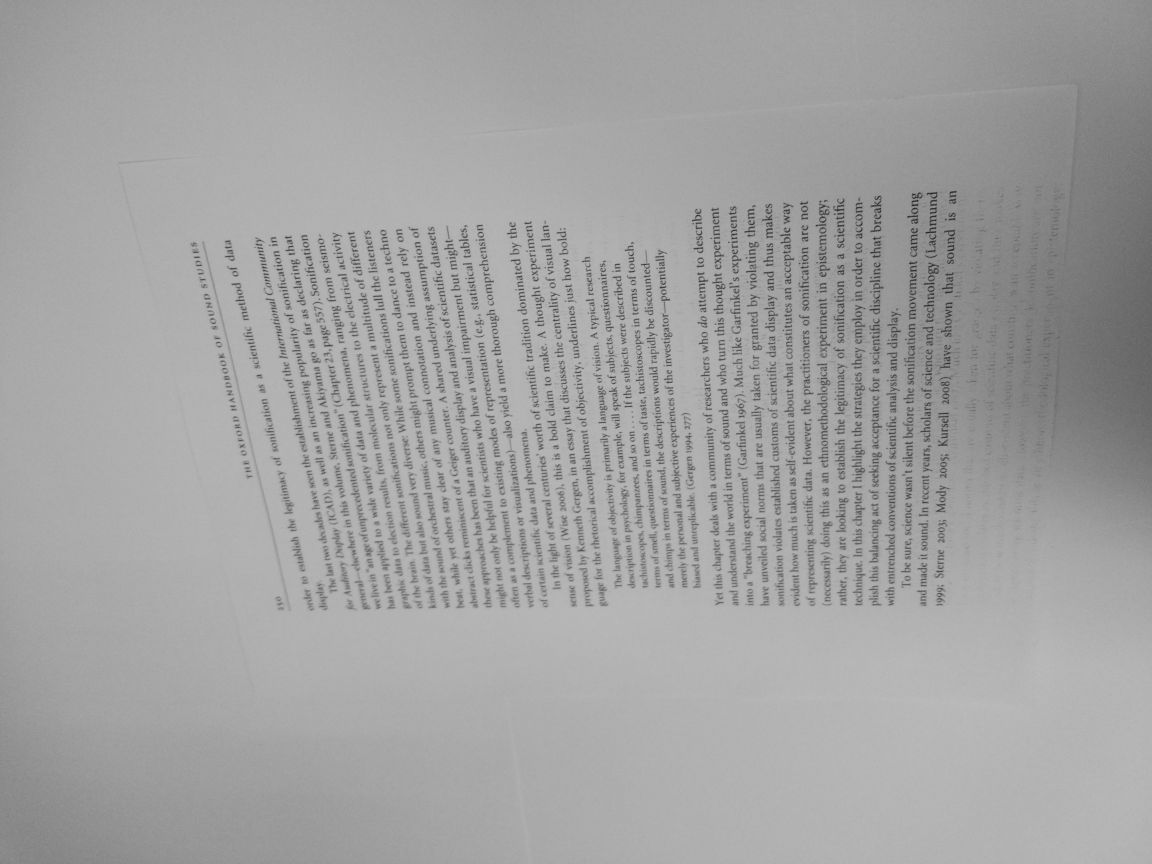 250
THE OXFORD HANDBOOK OF SOUND STUDIES
order to establish the legitimacy of sonification as a scientific method of data
display.
The last two decades have seen the establishment of the International Community
for Auditory Display (ICAD), as well as an increasing popularity of sonification in
general—elsewhere in this volume, Sterne and Akiyama go as far as declaring that
we live in "an age of unprecedented sonification" (Chapter 23, page 557). Sonification
has been applied to a wide variety of data and phenomena, ranging from seismo-
graphic data to election results, from molecular structures to the electrical activity
of the brain. The different sonifications not only represent a multitude of different
kinds of data but also sound very diverse: While some sonifications lull the listeners
with the sound of orchestral music, others might prompt them to dance to a techno
beat, while yet others stay clear of any musical connotation and instead rely on
abstract clicks reminiscent of a Geiger counter. A shared underlying assumption of
these approaches has been that an auditory display and analysis of scientific datasets
might not only be helpful for scientists who have a visual impairment but might—
often as a complement to existing modes of representation (e.g., statistical tables,
verbal descriptions or visualizations)—also yield a more thorough comprehension
of certain scientific data and phenomena.
In the light of several centuries' worth of scientific tradition dominated by the
sense of vision (Wise 2006), this is a bold claim to make. A thought experiment
proposed by Kenneth Gergen, in an essay that discusses the centrality of visual lan-
guage for the rhetorical accomplishment of objectivity, underlines just how bold:
The language of objectivity is primarily a language of vision. A typical research
description in psychology, for example, will speak of subjects, questionnaires,
tachistoscopes, chimpanzees, and so on . . . . If the subjects were described in
terms of smell, questionnaires in terms of taste, tachistoscopes in terms of touch,
and chimps in terms of sound, the descriptions would rapidly be discounted—
merely the personal and subjective experiences of the investigator—potentially
biased and unreplicable. (Gergen 1994, 277)
Yet this chapter deals with a community of researchers who do attempt to describe
and understand the world in terms of sound and who turn this thought experiment
into a "breaching experiment" (Garfinkel 1967). Much like Garfinkel's experiments
have unveiled social norms that are usually taken for granted by violating them,
sonification violates established customs of scientific data display and thus makes
evident how much is taken as self-evident about what constitutes an acceptable way
of representing scientific data. However, the practitioners of sonification are not
(necessarily) doing this as an ethnomethodological experiment in epistemology;
rather, they are looking to establish the legitimacy of sonification as a scientific
technique. In this chapter I highlight the strategies they employ in order to accom-
plish this balancing act of seeking acceptance for a scientific discipline that breaks
with entrenched conventions of scientific analysis and display.
To be sure, science wasn't silent before the sonification movement came along
and made it sound. In recent years, scholars of science and technology (Lachmund
1999; Sterne 2003; Mody 2005; Kursell 2008) have shown that sound is an